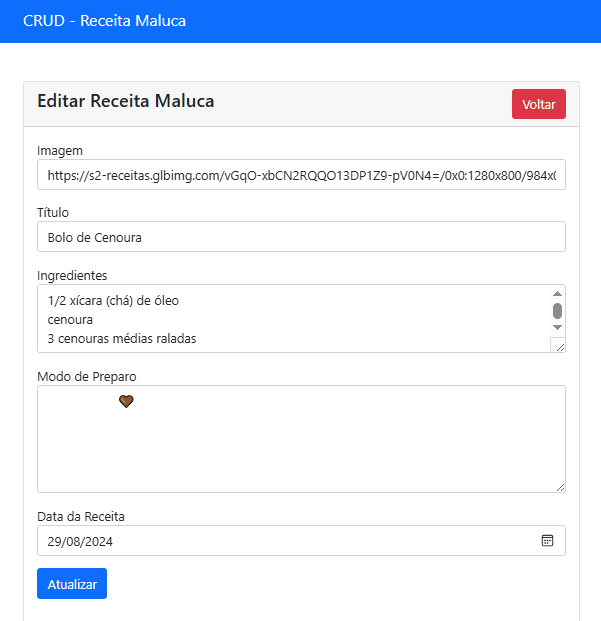 CRUD - Receita Maluca
Editar Receita Maluca
Voltar
Imagem
https://s2-receitas.glbimg.com/vGqO-xbCN2RQQO13DP1Z9-pV0N4=/0x0:1280x800/984x0
Título
Bolo de Cenoura
Ingredientes
1/2 xícara (chá) de óleo
cenoura
3 cenouras médias raladas
Modo de Preparo
Data da Receita
29/08/2024
Atualizar